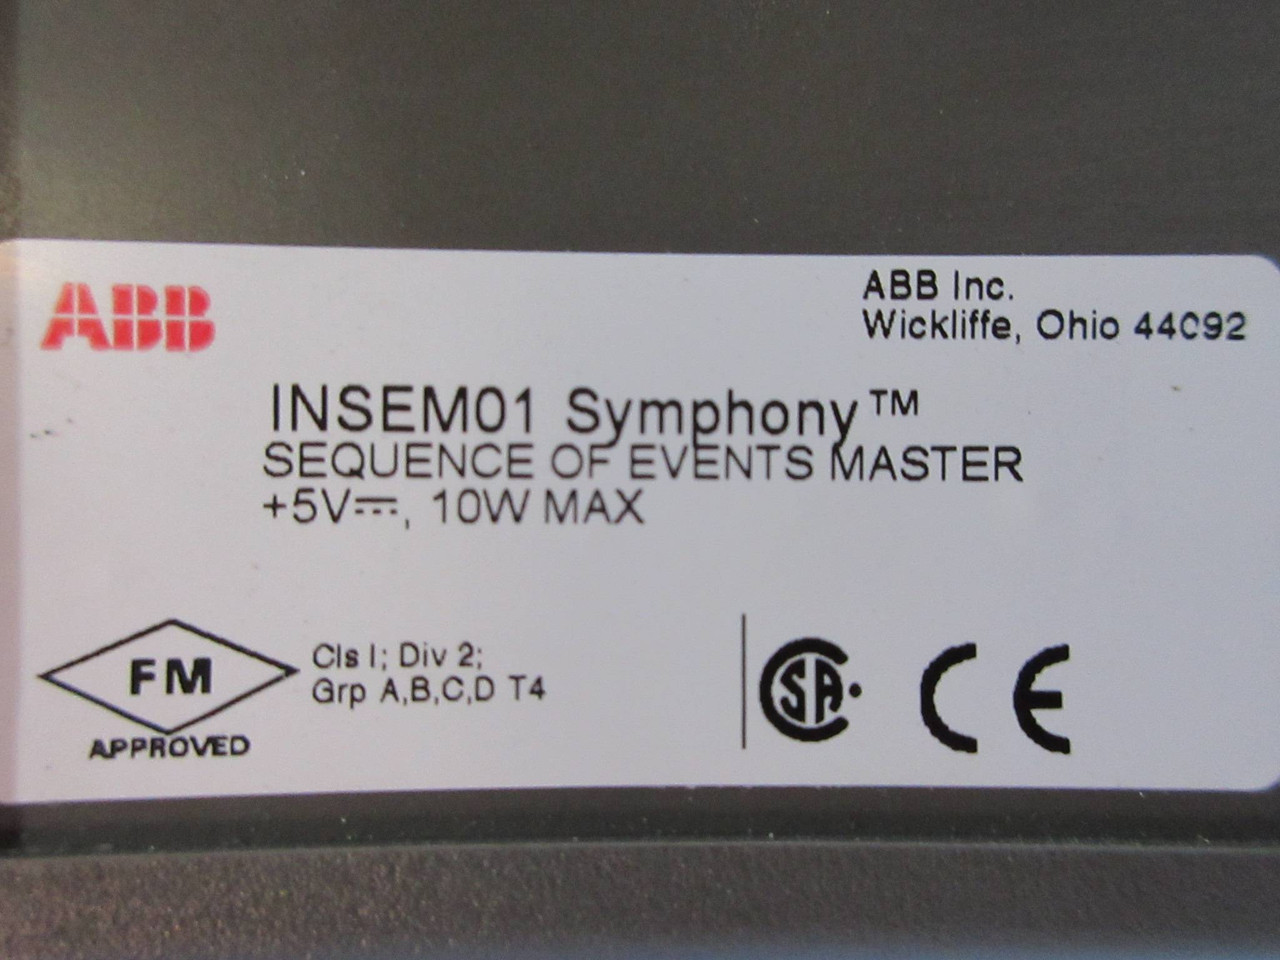 ABB
ABB Inc.
Wickliffe, Ohio 44092
INSEM01 Symphony™
SEQUENCE OF EVENTS MASTER
+5V⎓, 10W MAX
FM
APPROVED
Cls I; Div 2;
Grp A,B,C,D T4
CSA
CE